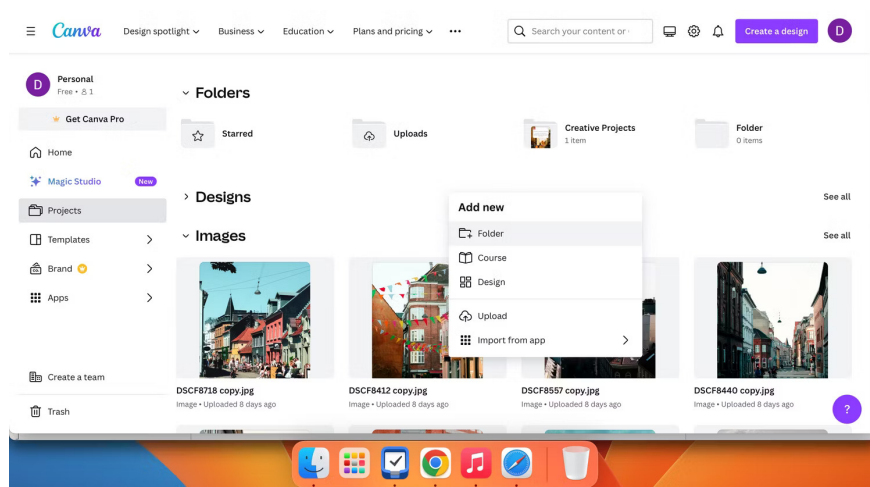 Canva
Design spotlight
Business
Education
Plans and pricing
•••
Search your content or
Create a design
D
D
Personal
Free • 1
Get Canva Pro
Home
Magic Studio
New
Projects
Templates
Brand
Apps
Create a team
Trash
Folders
Starred
Uploads
Creative Projects
1 item
Folder
0 items
Designs
See all
Images
See all
Add new
Folder
Course
Design
Upload
Import from app
DSCF8718 copy.jpg
Image • Uploaded 8 days ago
DSCF8412 copy.jpg
Image • Uploaded 8 days ago
DSCF8557 copy.jpg
Image • Uploaded 8 days ago
DSCF8440 copy.jpg
Image • Uploaded 8 days ago
?